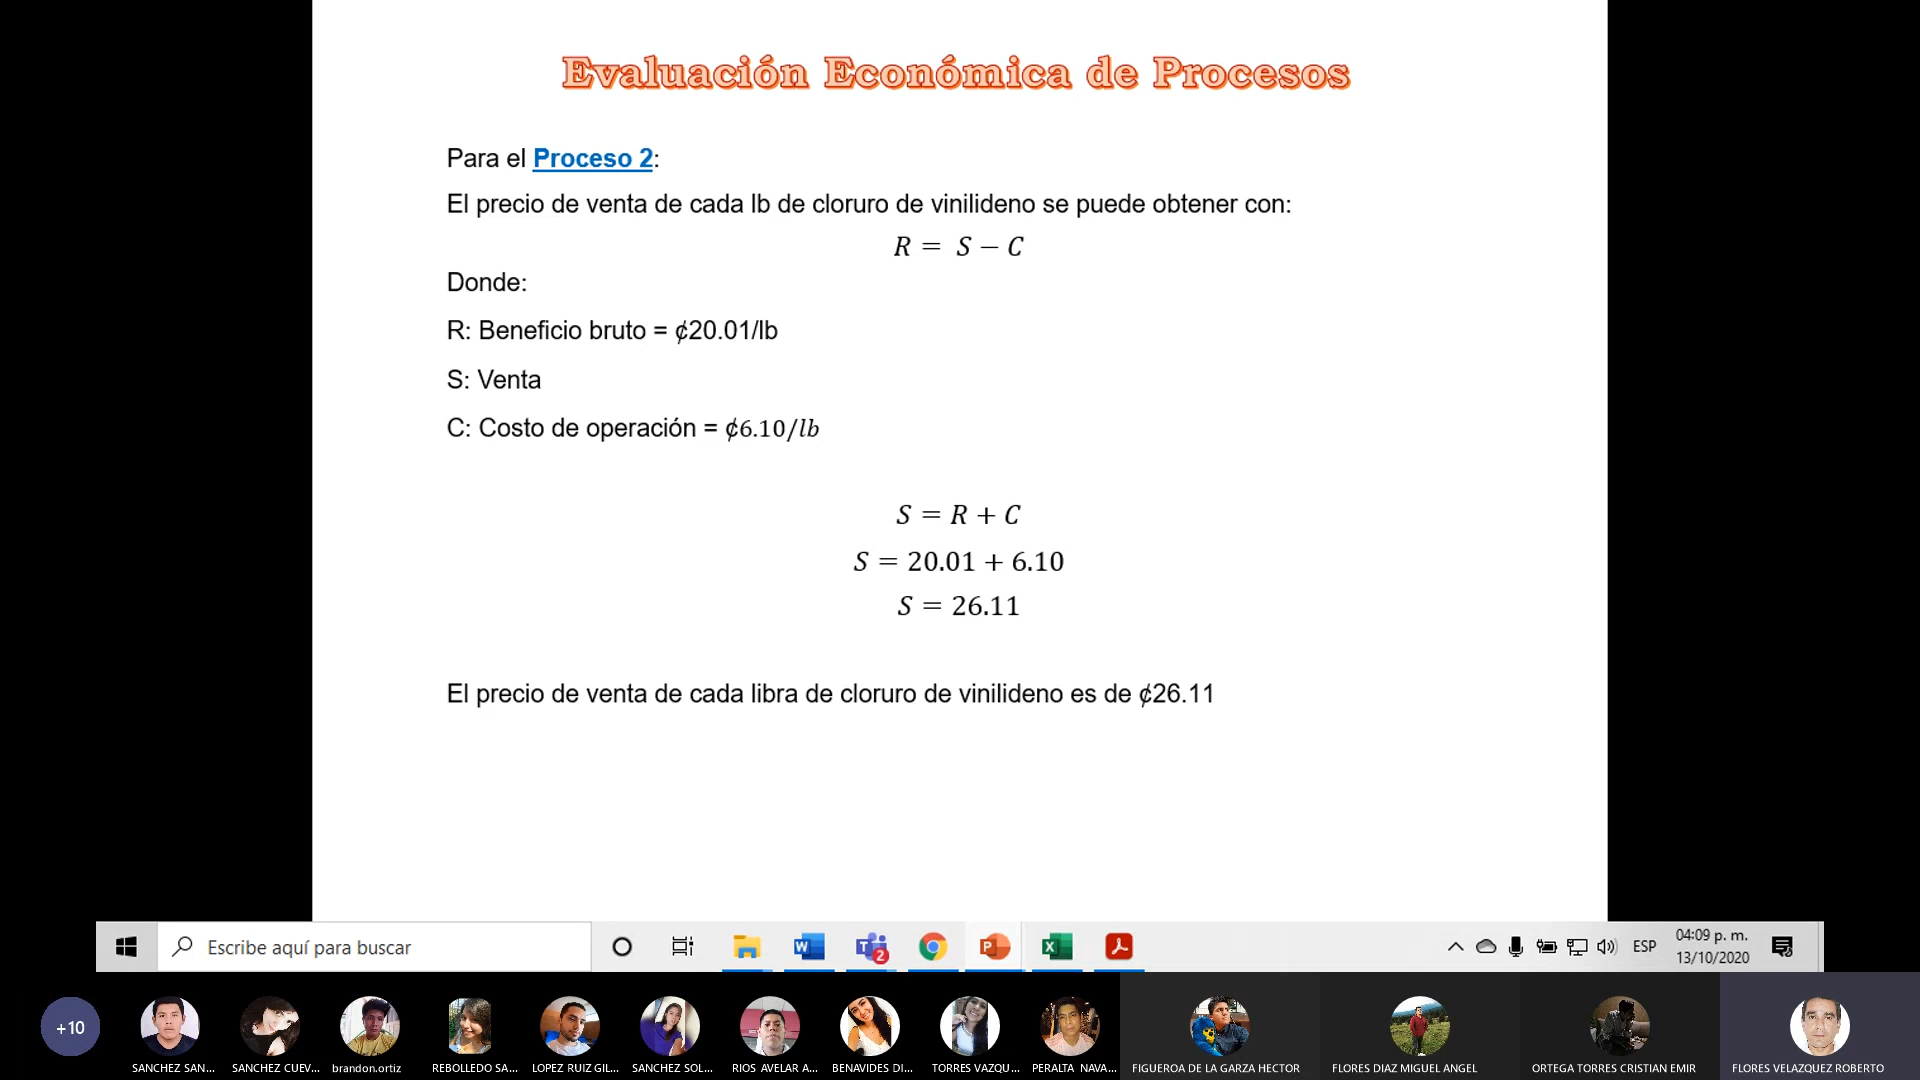 Evaluación Económica de Procesos
Para el Proceso 2:
El precio de venta de cada lb de cloruro de vinilideno se puede obtener con:
R = S − C
Donde:
R: Beneficio bruto = ¢20.01/lb
S: Venta
C: Costo de operación = ¢6.10/lb
S = R + C
S = 20.01 + 6.10
S = 26.11
El precio de venta de cada libra de cloruro de vinilideno es de ¢26.11
Escribe aquí para buscar
2
ESP
04:09 p. m.
13/10/2020
+10
SANCHEZ SAN...
SANCHEZ CUEV...
brandon.ortiz
REBOLLEDO SA...
LOPEZ RUIZ GIL...
SANCHEZ SOL...
RIOS AVELAR A...
BENAVIDES DI...
TORRES VAZQU...
PERALTA NAVA...
FIGUEROA DE LA GARZA HECTOR
FLORES DIAZ MIGUEL ANGEL
ORTEGA TORRES CRISTIAN EMIR
FLORES VELAZQUEZ ROBERTO